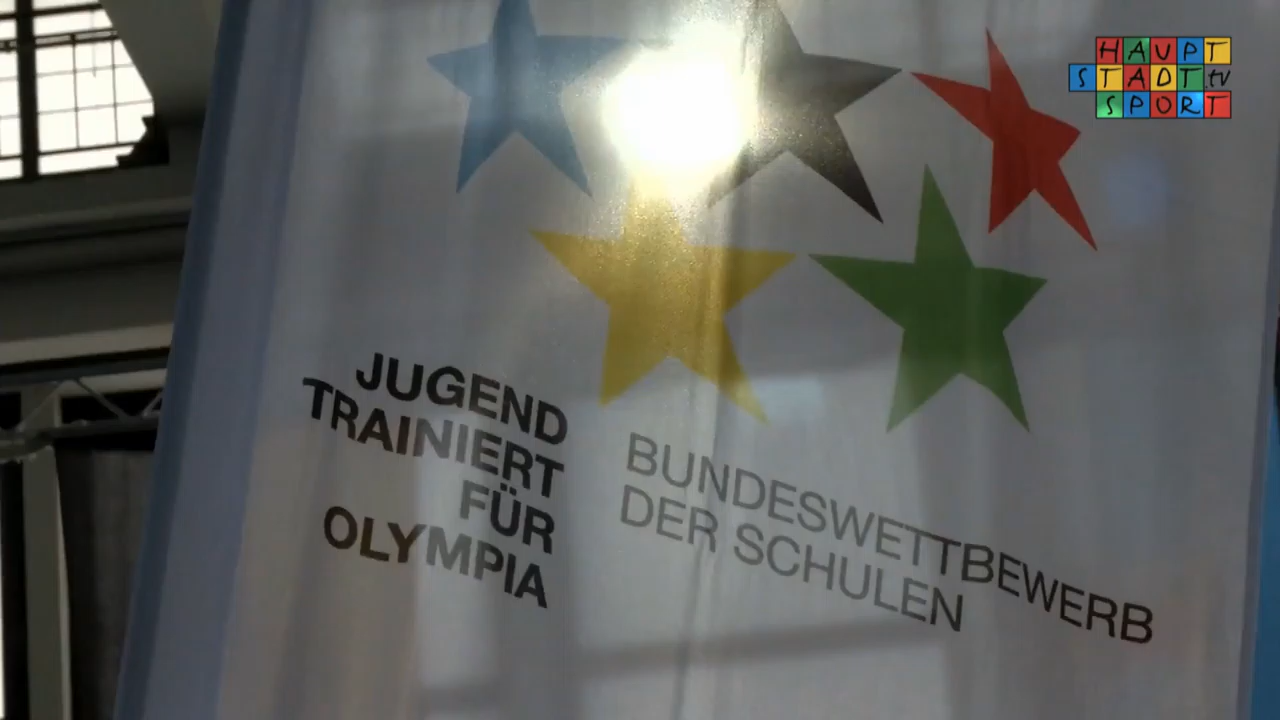 HAUPT
STADT.tv
SPORT
JUGEND
TRAINIERT
FÜR
OLYMPIA
BUNDESWETTBEWERB
DER SCHULEN